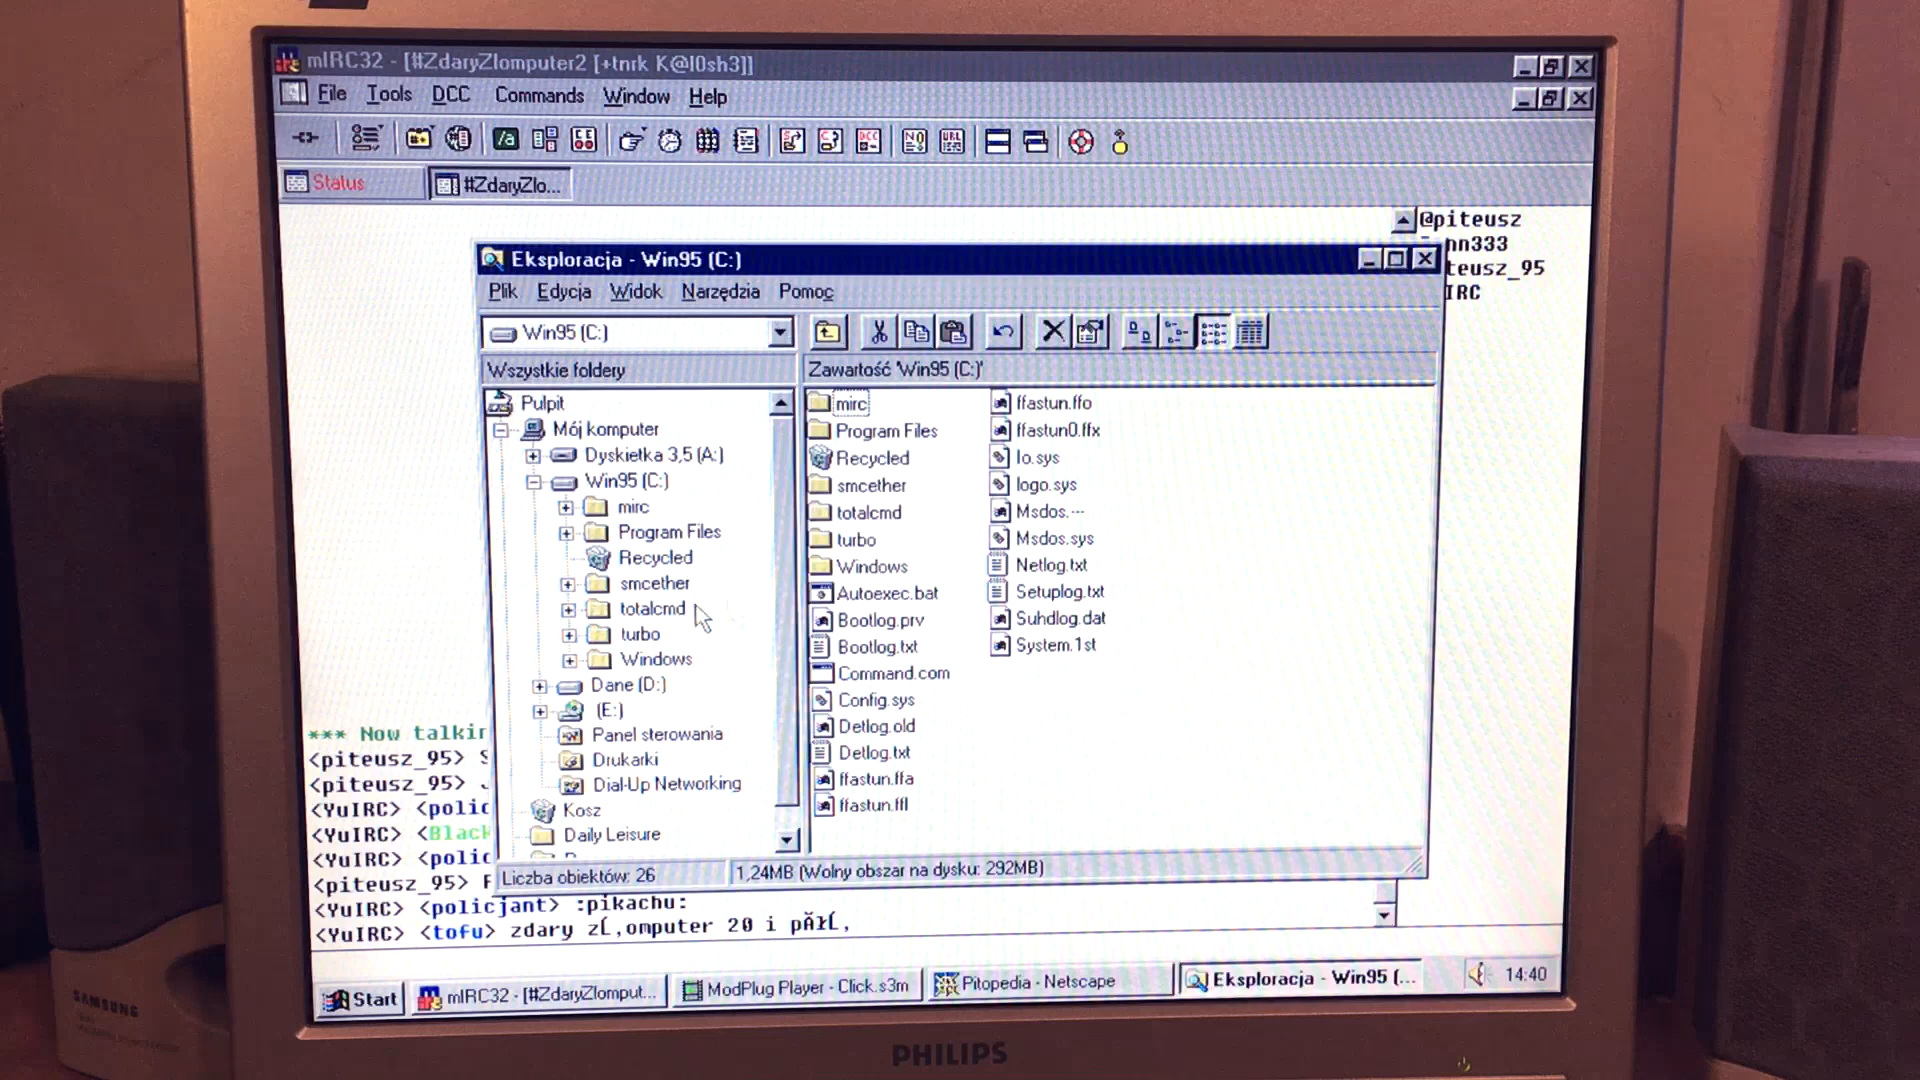 mIRC32 - [#ZdaryZlomputer2 [+tnrk K@l0sh3]]
File Tools DCC Commands Window Help
Status #ZdaryZlo...
@piteusz
nn333
teusz_95
IRC
Eksploracja - Win95 (C:)
Plik Edycja Widok Narzędzia Pomoc
Win95 (C:)
Wszystkie foldery
Zawartość 'Win95 (C:)'
Pulpit
Mój komputer
Dyskietka 3,5 (A:)
Win95 (C:)
mirc
Program Files
Recycled
smcether
totalcmd
turbo
Windows
Dane (D:)
(E:)
Panel sterowania
Drukarki
Dial-Up Networking
Kosz
Daily Leisure
mirc
Program Files
Recycled
smcether
totalcmd
turbo
Windows
Autoexec.bat
Bootlog.prv
Bootlog.txt
Command.com
Config.sys
Detlog.old
Detlog.txt
ffastun.ffa
ffastun.ffl
ffastun.ffo
ffastun0.ffx
Io.sys
logo.sys
Msdos.---
Msdos.sys
Netlog.txt
Setuplog.txt
Suhdlog.dat
System.1st
Liczba obiektów: 26
1,24MB (Wolny obszar na dysku: 292MB)
*** Now talkin
<piteusz_95> S
<piteusz_95>
<YuIRC> <polic
<YuIRC> <Black
<YuIRC> <polic
<piteusz_95> F
<YuIRC> <policjant> :pikachu:
<YuIRC> <tofu> zdary zĹ‚omputer 20 i pĂłĹ‚
Start mIRC32 - [#ZdaryZlomput... ModPlug Player - Click.s3m Pitopedia - Netscape Eksploracja - Win95 (... 14:40
SAMSUNG
PHILIPS